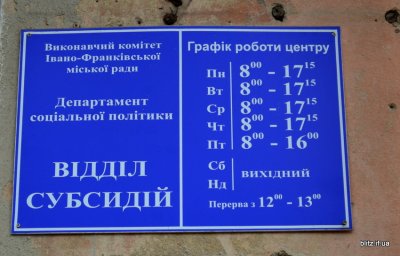 Виконавчий комітет
Івано-Франківської
міської ради
Департамент
соціальної політики
ВІДДІЛ
СУБСИДІЙ
Графік роботи центру
Пн 8⁰⁰ - 17¹⁵
Вт 8⁰⁰ - 17¹⁵
Ср 8⁰⁰ - 17¹⁵
Чт 8⁰⁰ - 17¹⁵
Пт 8⁰⁰ - 16⁰⁰
Сб
Нд
вихідний
Перерва з 12⁰⁰ - 13⁰⁰
blitz.if.ua